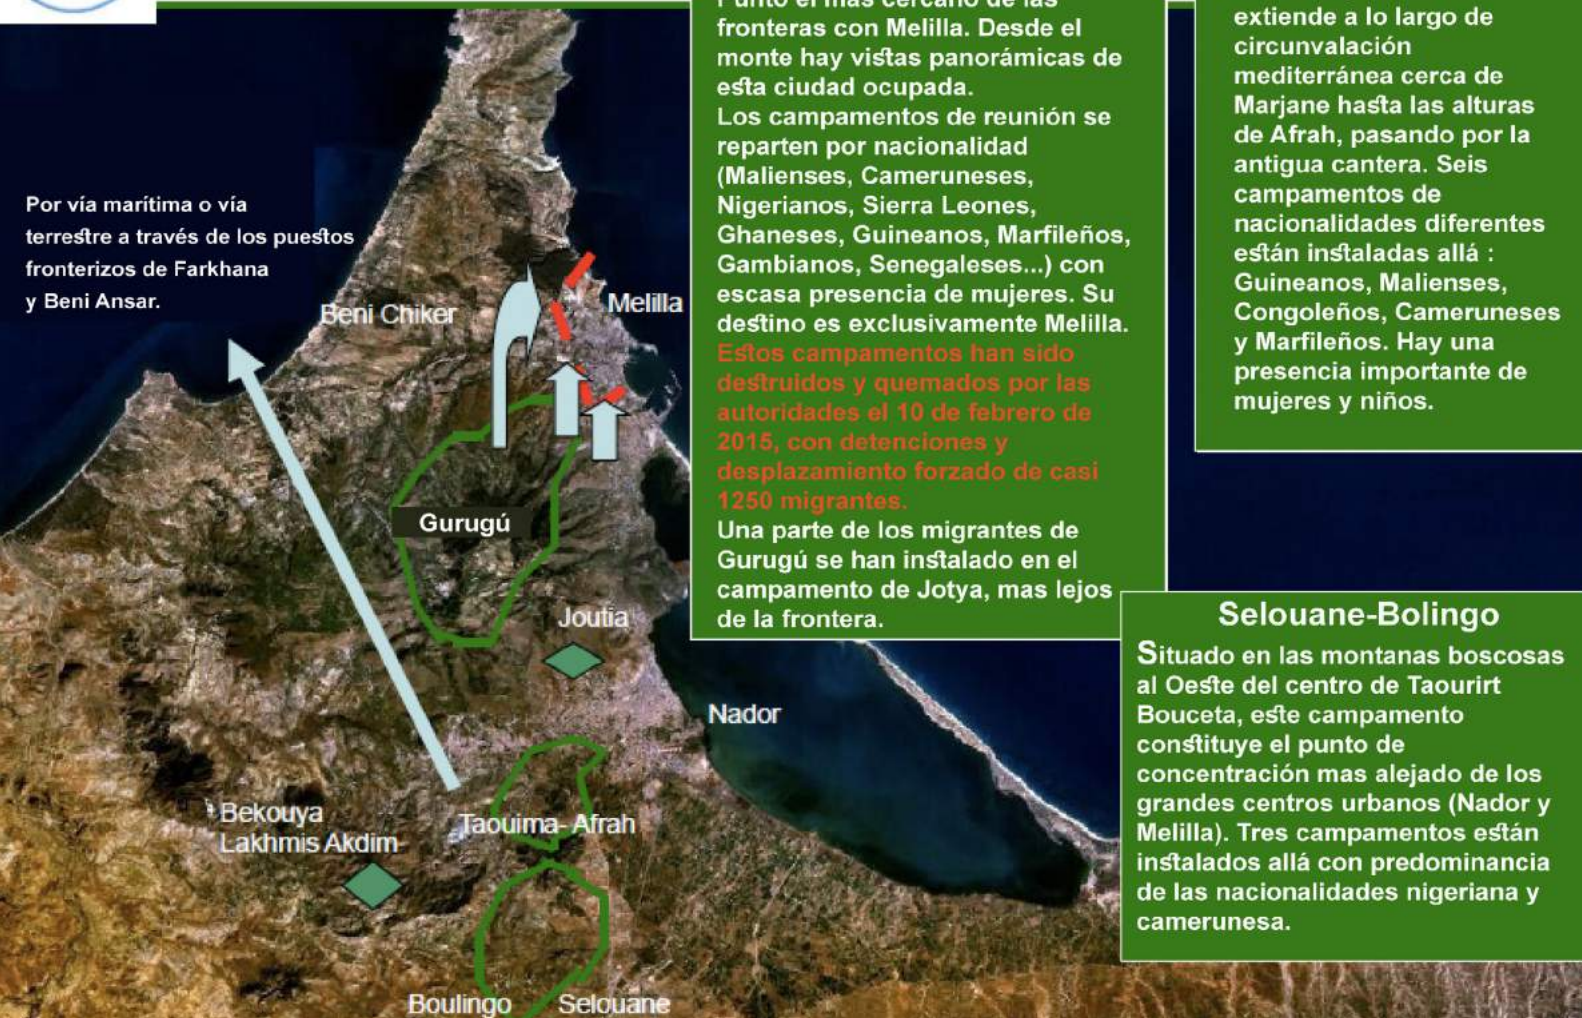 Por vía marítima o vía
terrestre a través de los puestos
fronterizos de Farkhana
y Beni Ansar.
Beni Chiker
Melilla
Gurugú
Joutia
Nador
Bekouya
Lakhmis Akdim
Taouima- Afrah
Boulingo
Selouane
Punto el mas cercano de las
fronteras con Melilla. Desde el
monte hay vistas panorámicas de
esta ciudad ocupada.
Los campamentos de reunión se
reparten por nacionalidad
(Malienses, Cameruneses,
Nigerianos, Sierra Leones,
Ghaneses, Guineanos, Marfileños,
Gambianos, Senegaleses...) con
escasa presencia de mujeres. Su
destino es exclusivamente Melilla.
Estos campamentos han sido
destruidos y quemados por las
autoridades el 10 de febrero de
2015, con detenciones y
desplazamiento forzado de casi
1250 migrantes.
Una parte de los migrantes de
Gurugú se han instalado en el
campamento de Jotya, mas lejos
de la frontera.
extiende a lo largo de
circunvalación
mediterránea cerca de
Marjane hasta las alturas
de Afrah, pasando por la
antigua cantera. Seis
campamentos de
nacionalidades diferentes
están instaladas allá :
Guineanos, Malienses,
Congoleños, Cameruneses
y Marfileños. Hay una
presencia importante de
mujeres y niños.
Selouane-Bolingo
Situado en las montanas boscosas
al Oeste del centro de Taourirt
Bouceta, este campamento
constituye el punto de
concentración mas alejado de los
grandes centros urbanos (Nador y
Melilla). Tres campamentos están
instalados allá con predominancia
de las nacionalidades nigeriana y
camerunesa.